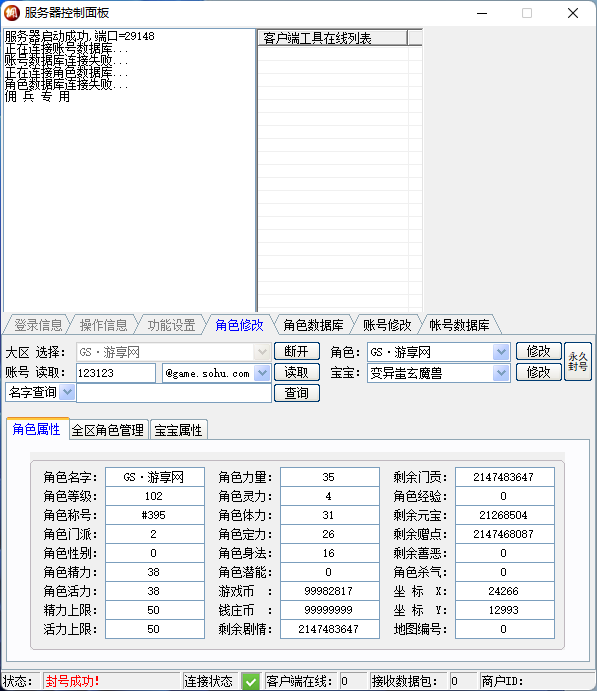 服务器控制面板
服务器启动成功,端口=29148
正在连接账号数据库...
账号数据库连接失败...
正在连接角色数据库...
角色数据库连接失败...
佣 兵 专 用
客户端工具在线列表
登录信息 操作信息 功能设置 角色修改 角色数据库 账号修改 帐号数据库
大区 选择: GS·游享网 断开 角色: GS·游享网 修改 永久封号
账号 读取: 123123 @game.sohu.com 读取 宝宝: 变异蚩玄魔兽 修改
名字查询 查询
角色属性 全区角色管理 宝宝属性
角色名字: GS·游享网 角色力量: 35 剩余门贡: 2147483647
角色等级: 102 角色灵力: 4 角色经验: 0
角色称号: #395 角色体力: 31 剩余元宝: 21268504
角色门派: 2 角色定力: 26 剩余赠点: 2147468087
角色性别: 0 角色身法: 16 剩余善恶: 0
角色精力: 38 角色潜能: 0 角色杀气: 0
角色活力: 38 游戏币 : 99982817 坐 标 X: 24266
精力上限: 50 钱庄币 : 99999999 坐 标 Y: 12993
活力上限: 50 剩余剧情: 2147483647 地图编号: 0
状态: 封号成功! 连接状态 客户端在线: 0 接收数据包: 0 商户ID: